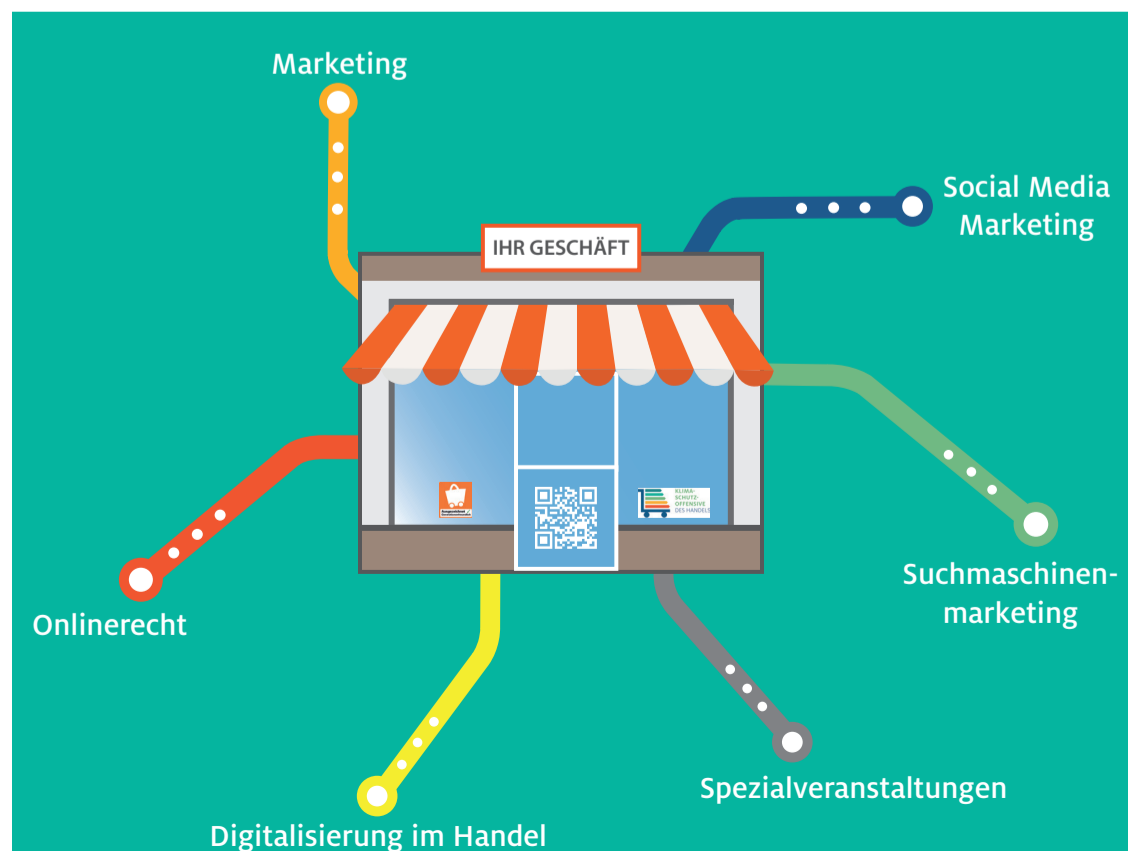 Marketing
Social Media
Marketing
IHR GESCHÄFT
KLIMA-
SCHUTZ-
OFFENSIVE
DES HANDELS
Suchmaschinen-
marketing
Onlinerecht
Spezialveranstaltungen
Digitalisierung im Handel